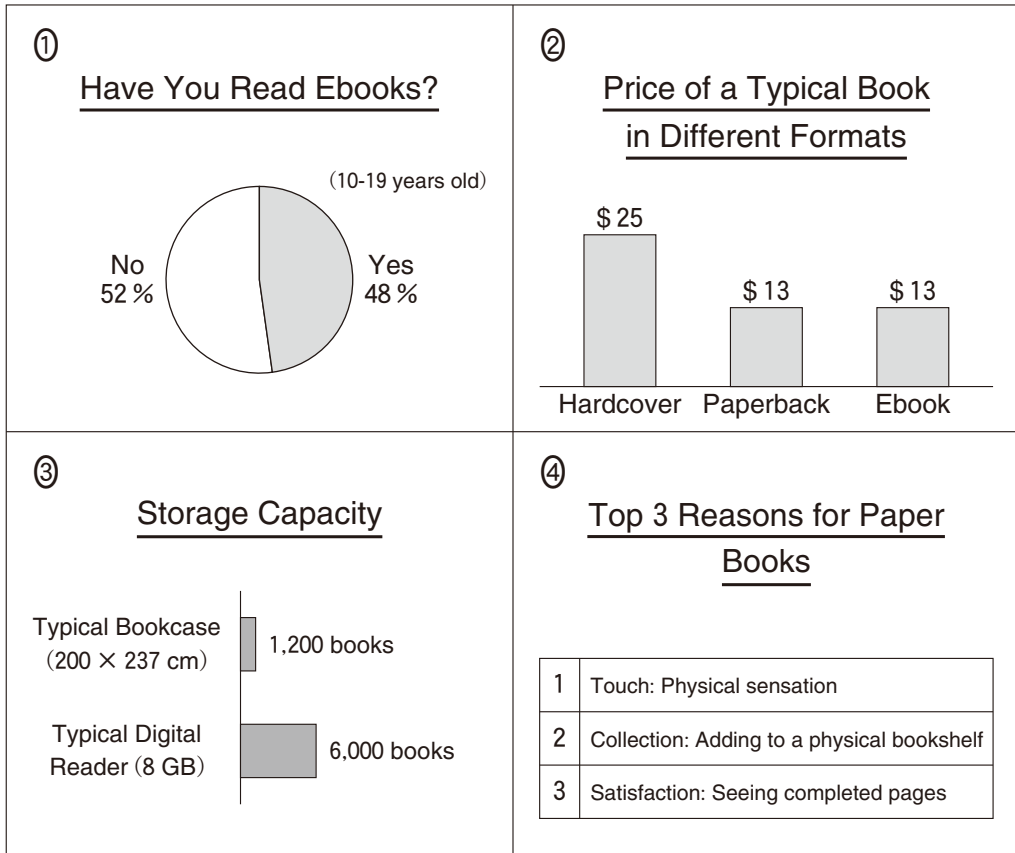 ①
Have You Read Ebooks?
(10-19 years old)
No
52 %
Yes
48 %
②
Price of a Typical Book
in Different Formats
$ 25
$ 13
$ 13
Hardcover
Paperback
Ebook
③
Storage Capacity
Typical Bookcase
(200 × 237 cm)
1,200 books
Typical Digital
Reader (8 GB)
6,000 books
④
Top 3 Reasons for Paper
Books
1 Touch: Physical sensation
2 Collection: Adding to a physical bookshelf
3 Satisfaction: Seeing completed pages